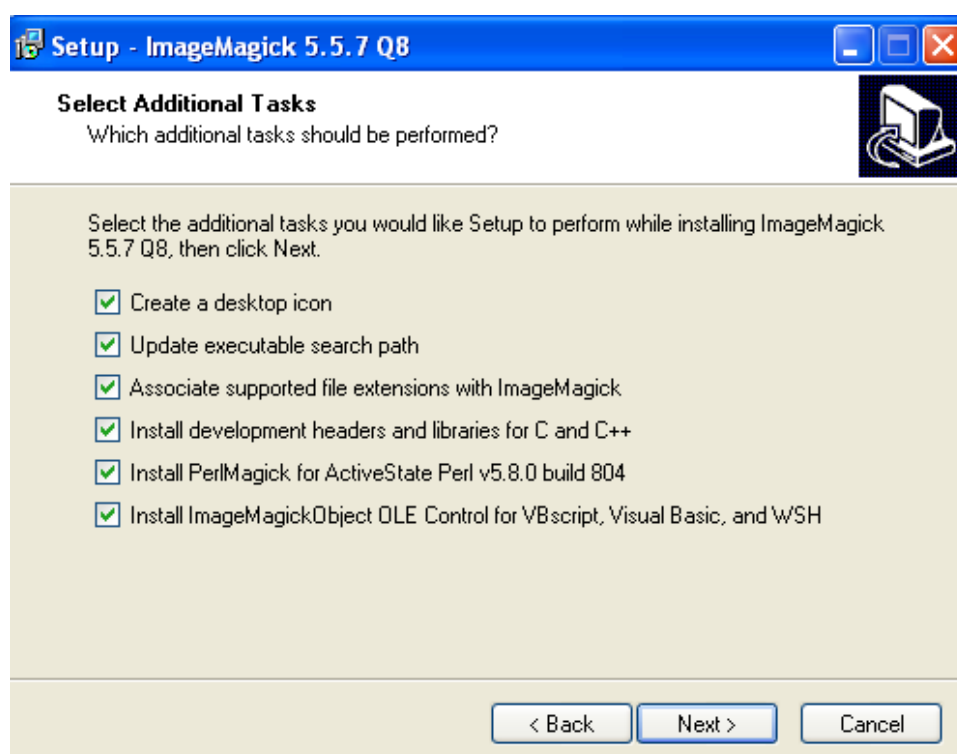 Setup - ImageMagick 5.5.7 Q8
Select Additional Tasks
Which additional tasks should be performed?
Select the additional tasks you would like Setup to perform while installing ImageMagick
5.5.7 Q8, then click Next.
Create a desktop icon
Update executable search path
Associate supported file extensions with ImageMagick
Install development headers and libraries for C and C++
Install PerlMagick for ActiveState Perl v5.8.0 build 804
Install ImageMagickObject OLE Control for VBscript, Visual Basic, and WSH
< Back Next > Cancel